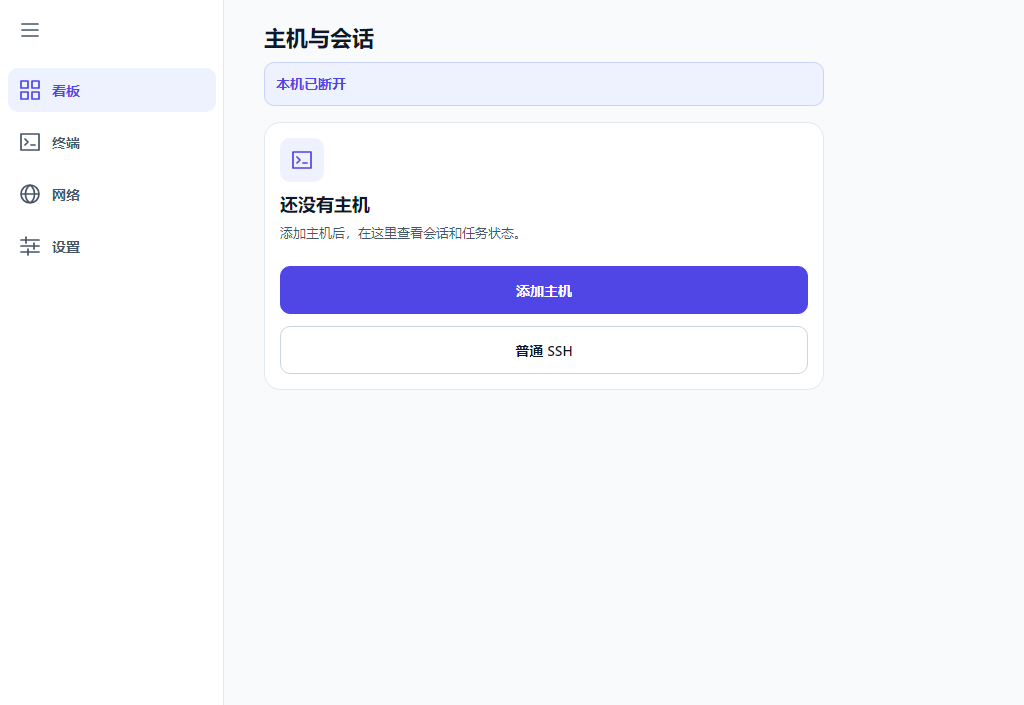 主机与会话
本机已断开
看板
终端
网络
设置
还没有主机
添加主机后，在这里查看会话和任务状态。
添加主机
普通 SSH